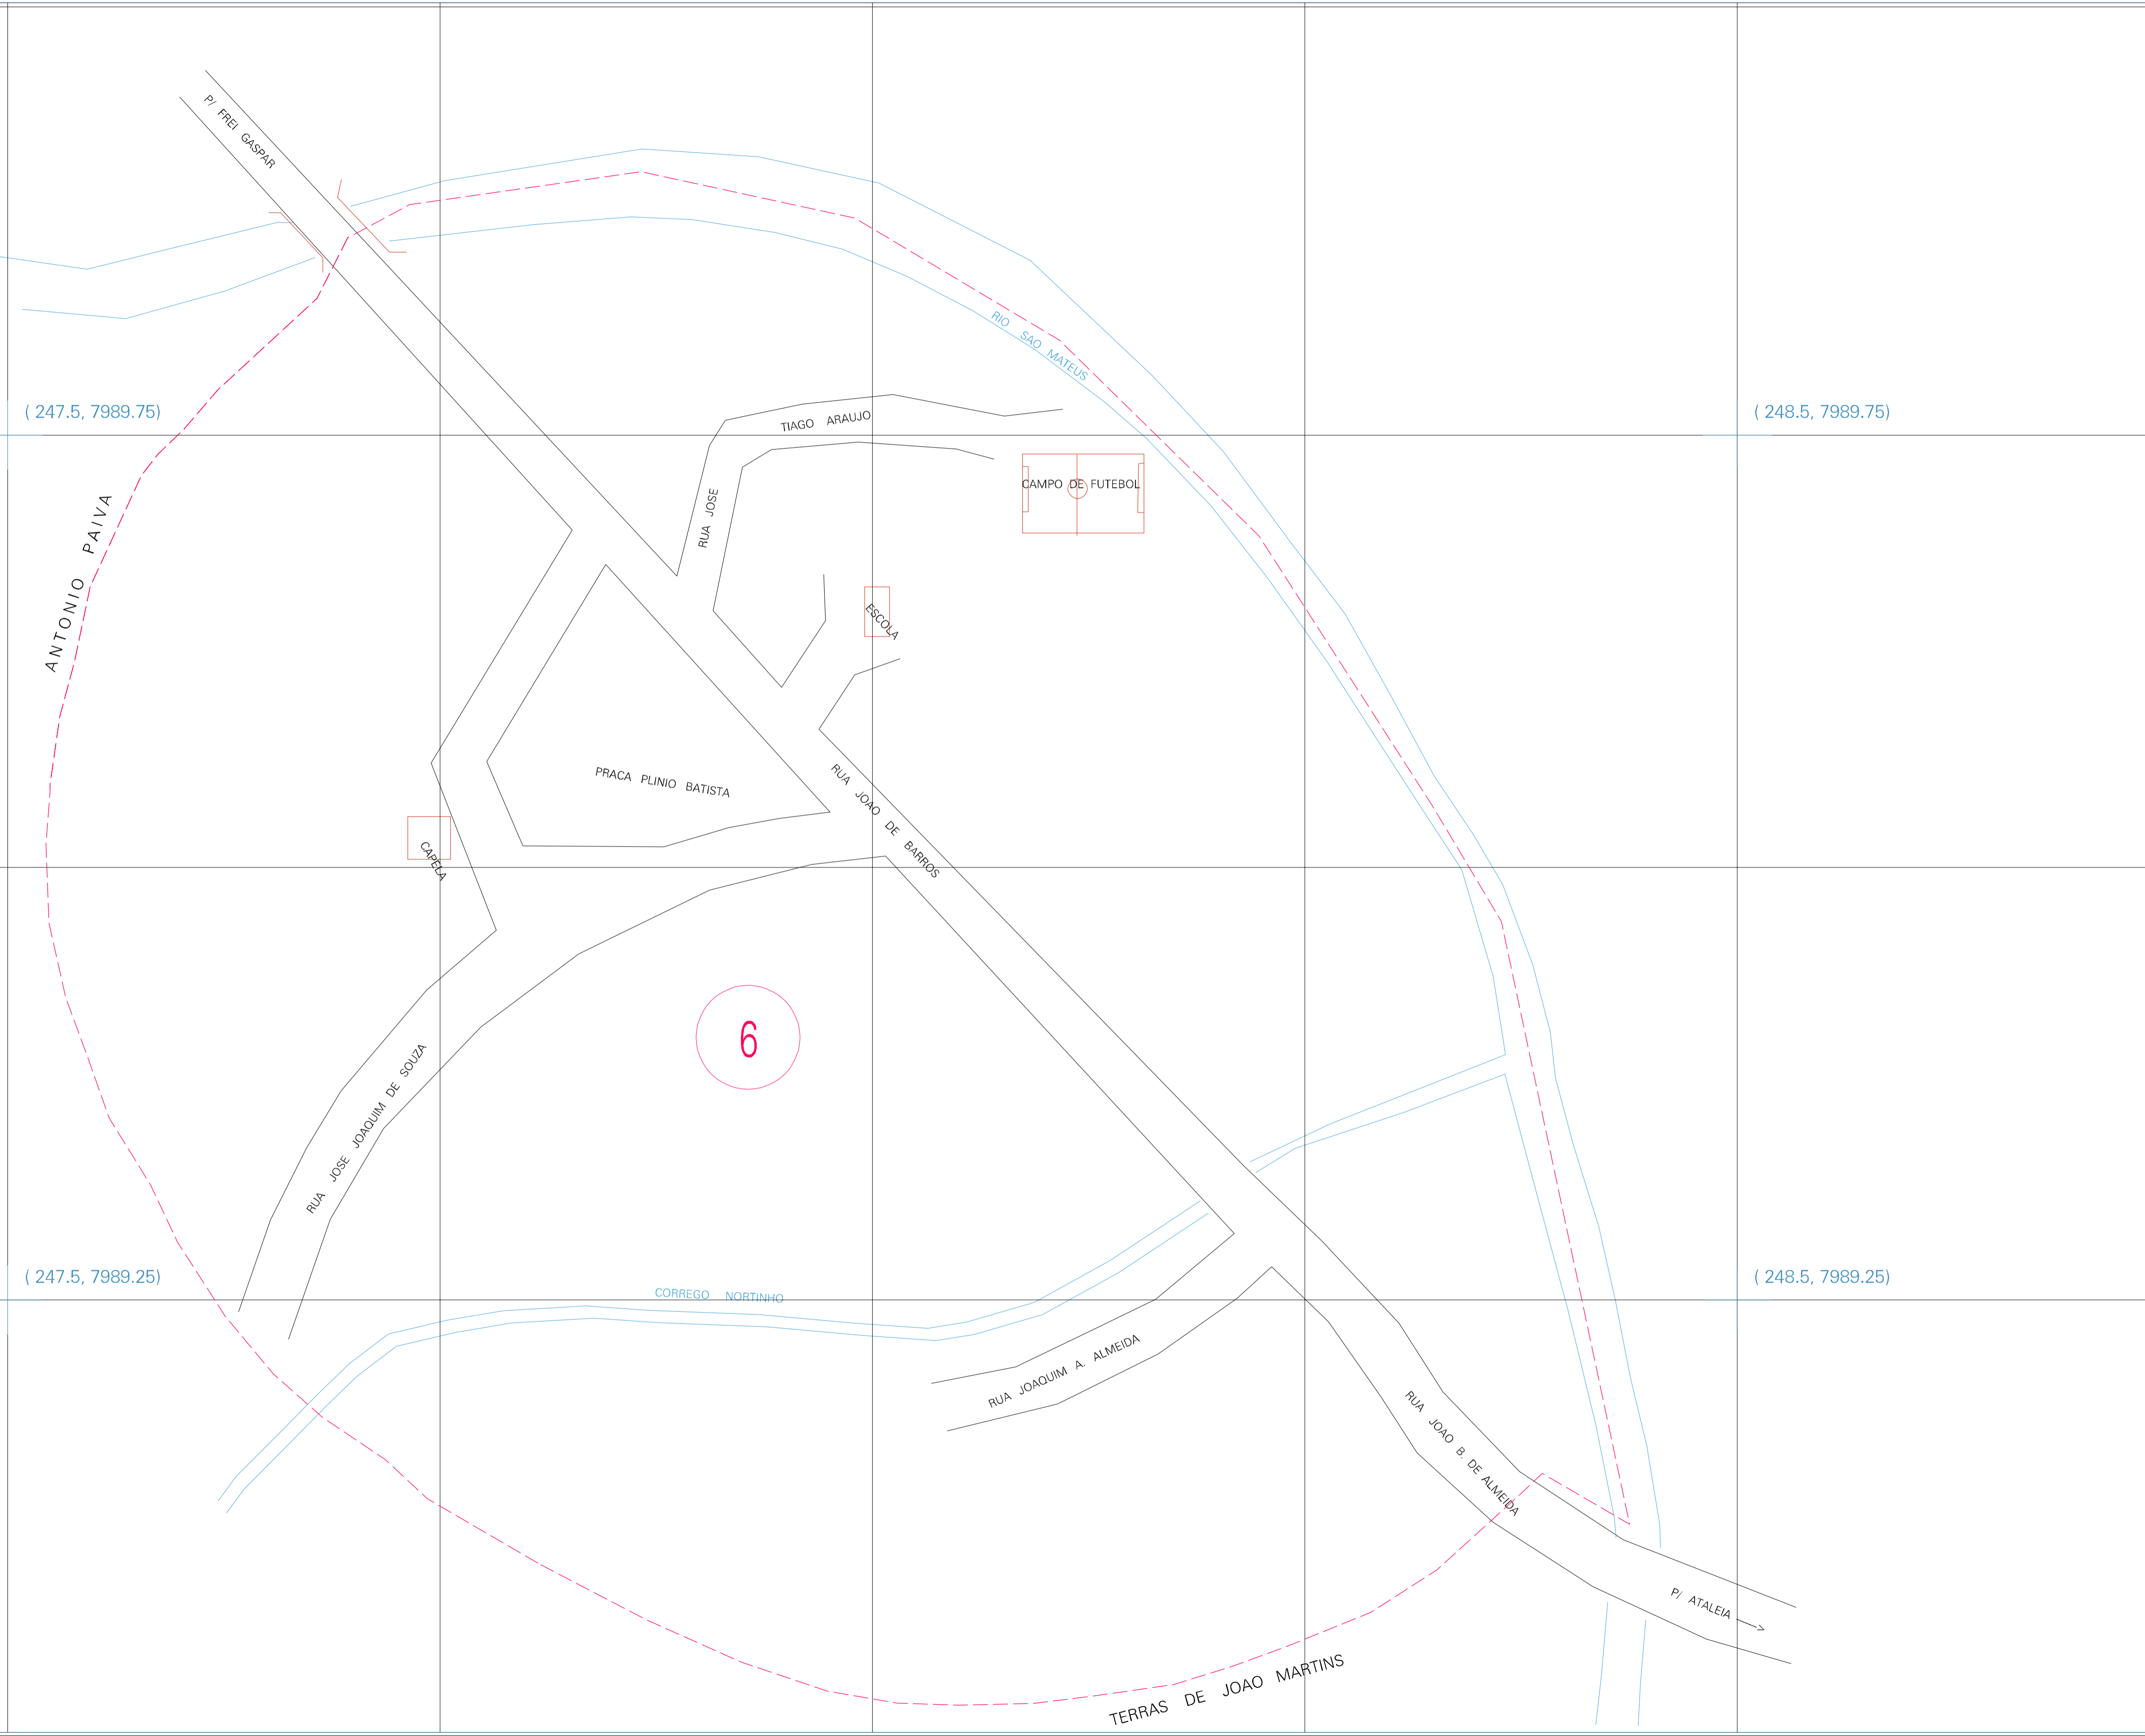 P/ FREI GASPAR
RIO SAO MATEUS
( 247.5, 7989.75)
( 248.5, 7989.75)
TIAGO ARAUJO
CAMPO DE FUTEBOL
RUA JOSE
ANTONIO PAIVA
ESCOLA
PRACA PLINIO BATISTA
RUA JOAO DE BARROS
CAPELA
6
RUA JOSE JOAQUIM DE SOUZA
( 247.5, 7989.25)
( 248.5, 7989.25)
CORREGO NORTINHO
RUA JOAQUIM A. ALMEIDA
RUA JOAO B. DE ALMEIDA
P/ ATALEIA
TERRAS DE JOAO MARTINS